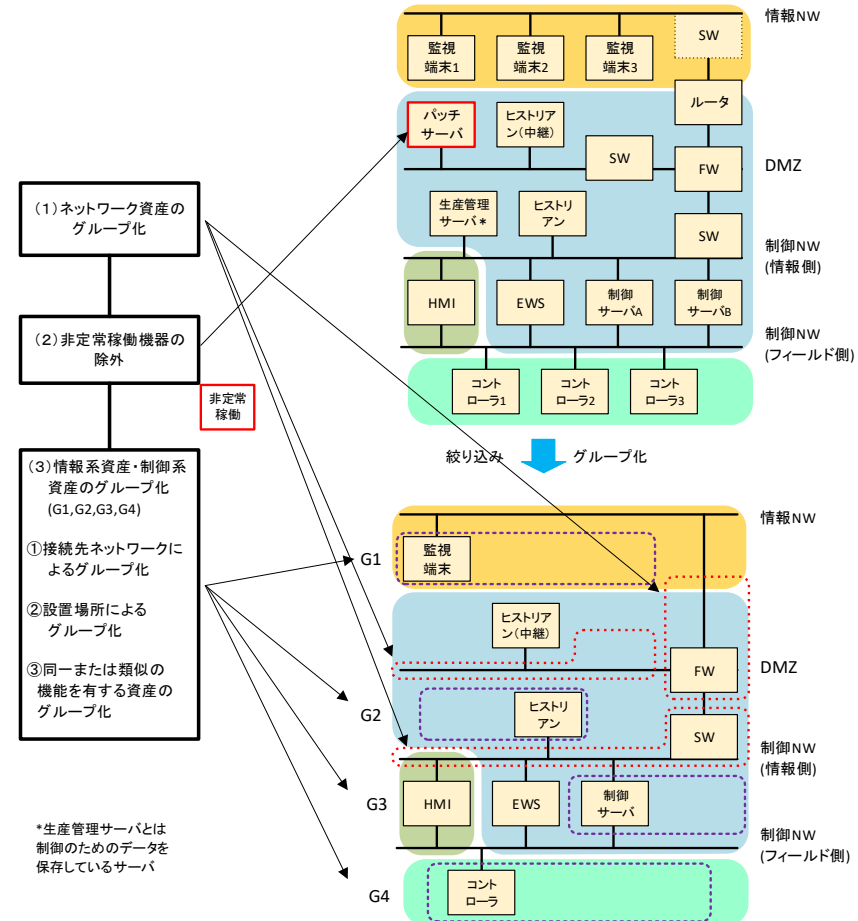 (1)ネットワーク資産の
グループ化
(2)非定常稼働機器の
除外
非定常
稼働
(3)情報系資産・制御系
資産のグループ化
(G1,G2,G3,G4)
①接続先ネットワークに
よるグループ化
②設置場所による
グループ化
③同一または類似の
機能を有する資産の
グループ化
*生産管理サーバとは
制御のためのデータを
保存しているサーバ
情報NW
監視
端末1
監視
端末2
監視
端末3
SW
ルータ
パッチ
サーバ
ヒストリア
ン(中継)
SW
FW
DMZ
生産管理
サーバ*
ヒストリ
アン
SW
制御NW
(情報側)
HMI
EWS
制御
サーバA
制御
サーバB
制御NW
(フィールド側)
コント
ローラ1
コント
ローラ2
コント
ローラ3
絞り込み
グループ化
情報NW
G1
監視
端末
ヒストリア
ン(中継)
FW
DMZ
G2
ヒストリ
アン
SW
制御NW
(情報側)
G3
HMI
EWS
制御
サーバ
制御NW
(フィールド側)
G4
コント
ローラ